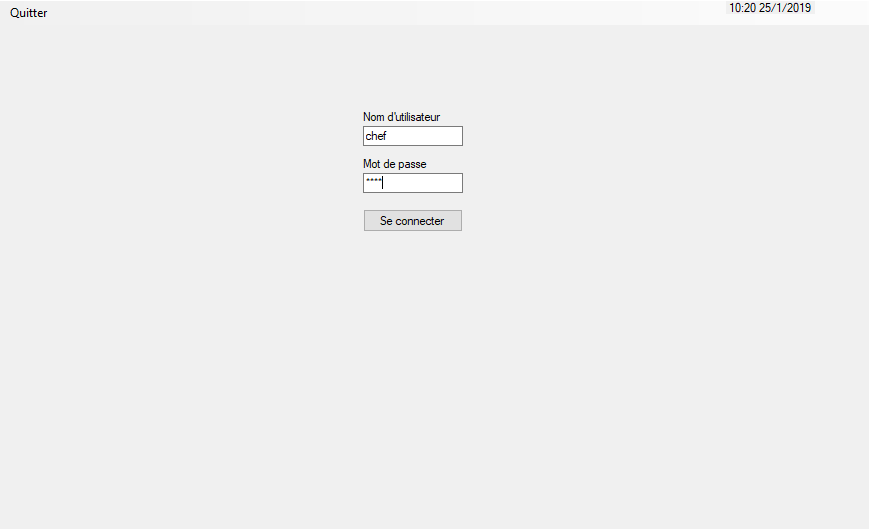 Quitter
10:20 25/1/2019
Nom d'utilisateur
chef
Mot de passe
****
Se connecter